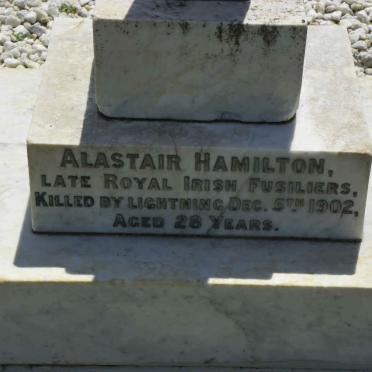 ALASTAIR HAMILTON,
LATE ROYAL IRISH FUSILIERS,
KILLED BY LIGHTNING DEC. 5TH 1902,
AGED 28 YEARS.